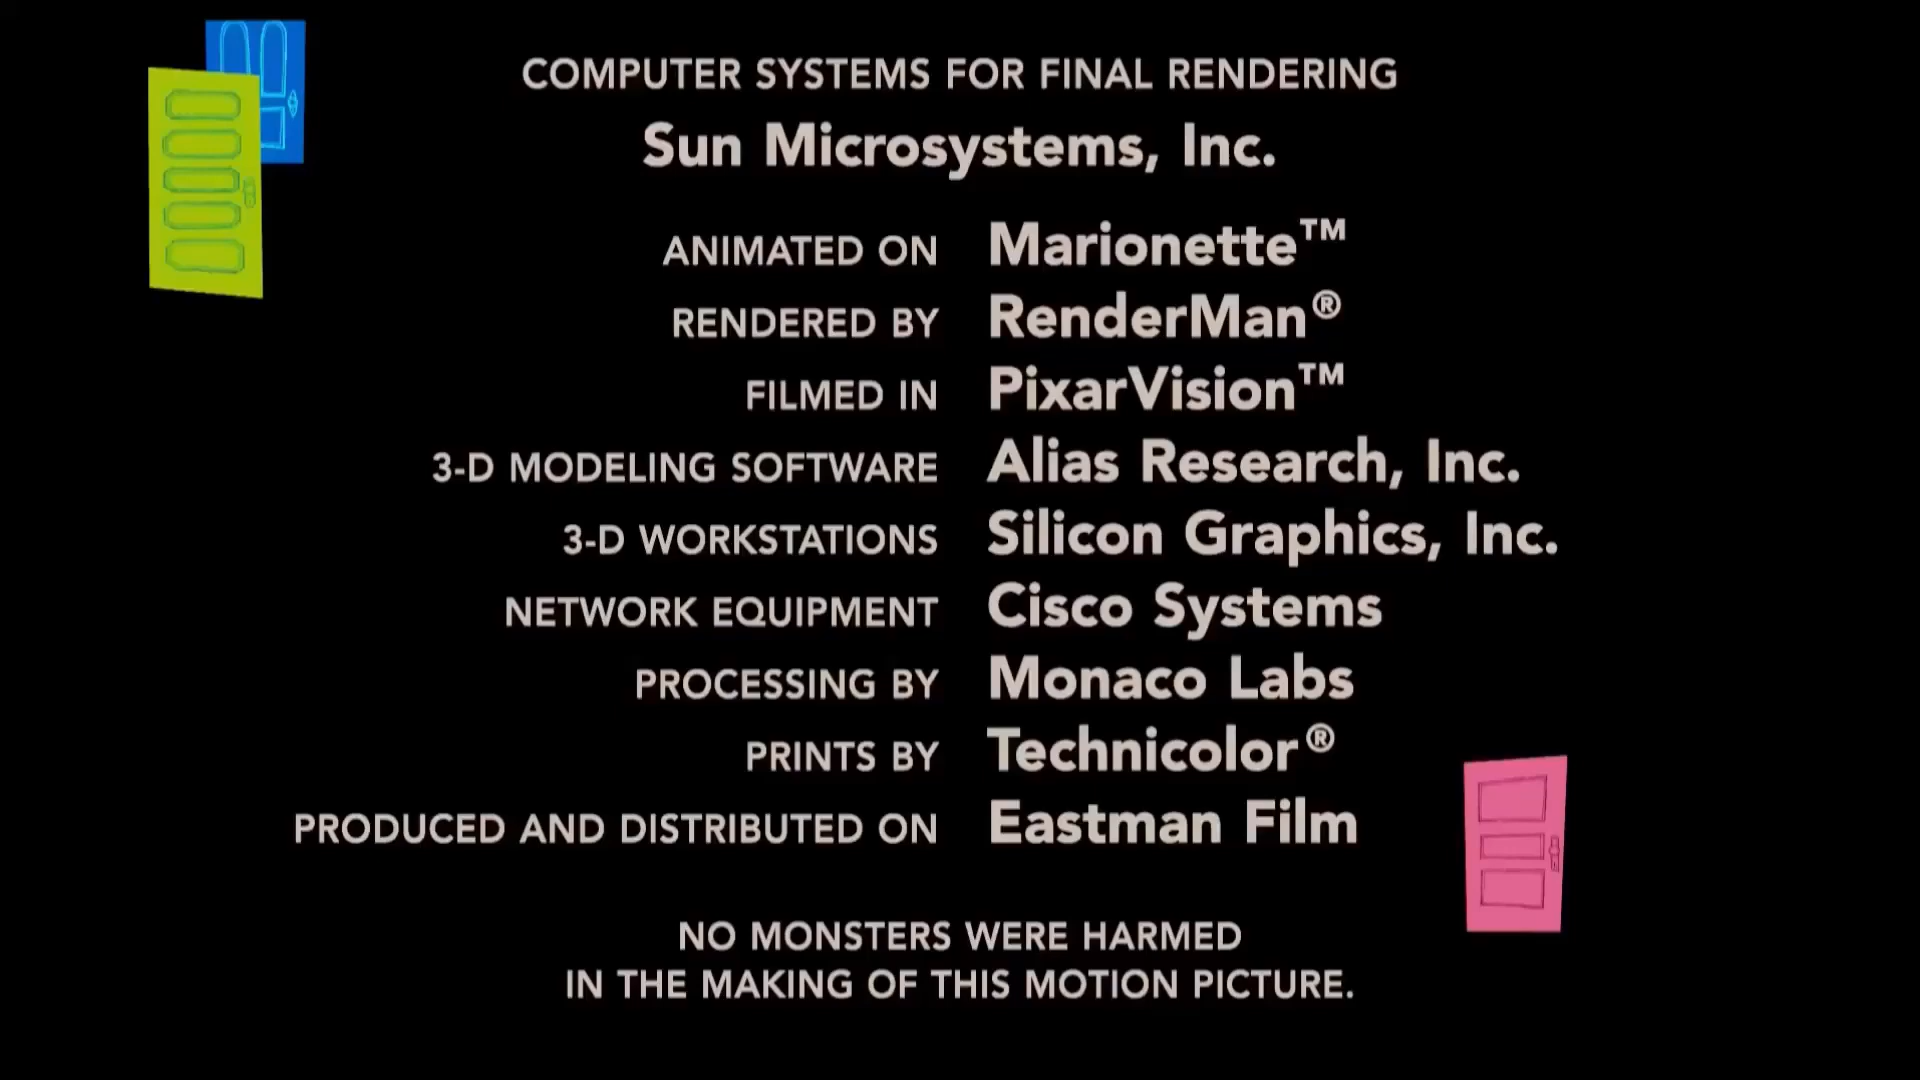 COMPUTER SYSTEMS FOR FINAL RENDERING
Sun Microsystems, Inc.
ANIMATED ON Marionette™
RENDERED BY RenderMan®
FILMED IN PixarVision™
3-D MODELING SOFTWARE Alias Research, Inc.
3-D WORKSTATIONS Silicon Graphics, Inc.
NETWORK EQUIPMENT Cisco Systems
PROCESSING BY Monaco Labs
PRINTS BY Technicolor®
PRODUCED AND DISTRIBUTED ON Eastman Film
NO MONSTERS WERE HARMED
IN THE MAKING OF THIS MOTION PICTURE.